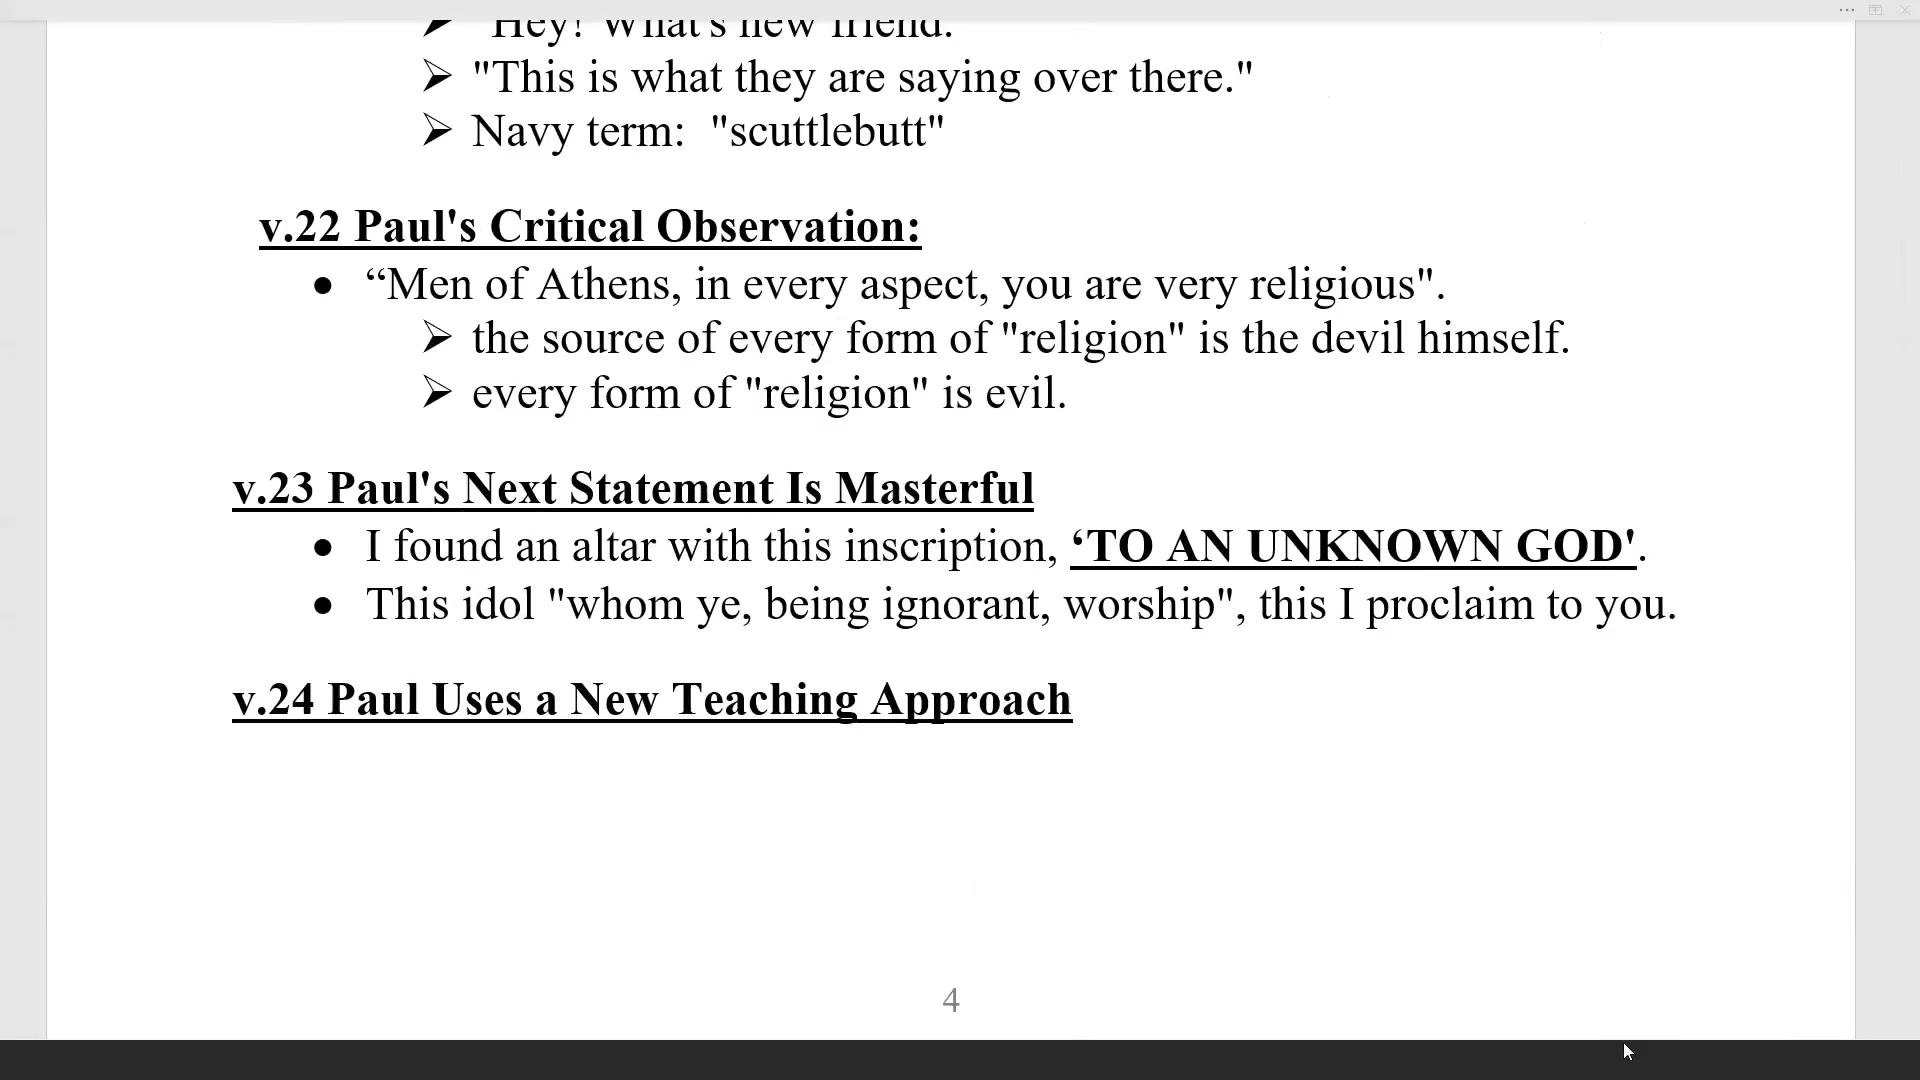 ➢ "Hey! What's new friend.
➢ "This is what they are saying over there."
➢ Navy term: "scuttlebutt"
v.22 Paul's Critical Observation:
• “Men of Athens, in every aspect, you are very religious".
➢ the source of every form of "religion" is the devil himself.
➢ every form of "religion" is evil.
v.23 Paul's Next Statement Is Masterful
• I found an altar with this inscription, ‘TO AN UNKNOWN GOD'.
• This idol "whom ye, being ignorant, worship", this I proclaim to you.
v.24 Paul Uses a New Teaching Approach
4